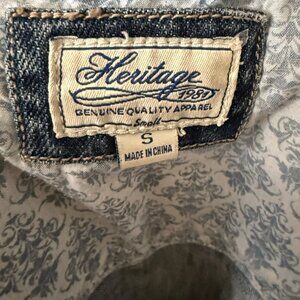 Heritage
1981
GENUINE QUALITY APPAREL
Small
S
MADE IN CHINA